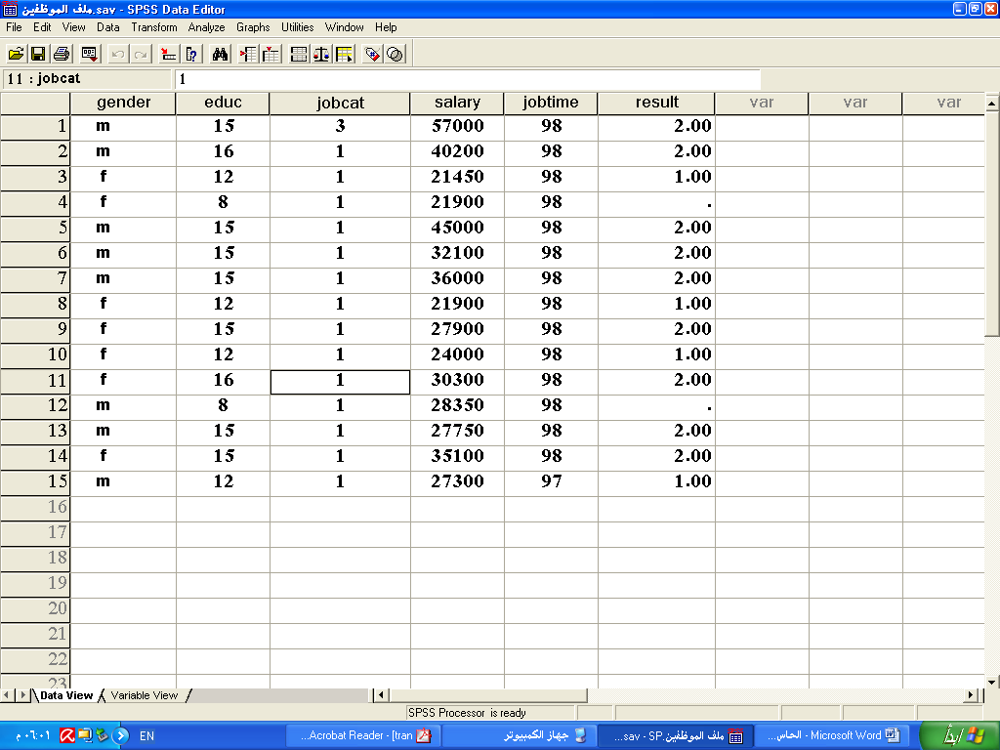 ملف الموظفين.sav - SPSS Data Editor
File Edit View Data Transform Analyze Graphs Utilities Window Help
11 : jobcat 1
gender educ jobcat salary jobtime result var var var
1 m 15 3 57000 98 2.00
2 m 16 1 40200 98 2.00
3 f 12 1 21450 98 1.00
4 f 8 1 21900 98 .
5 m 15 1 45000 98 2.00
6 m 15 1 32100 98 2.00
7 m 15 1 36000 98 2.00
8 f 12 1 21900 98 1.00
9 f 15 1 27900 98 2.00
10 f 12 1 24000 98 1.00
11 f 16 1 30300 98 2.00
12 m 8 1 28350 98 .
13 m 15 1 27750 98 2.00
14 f 15 1 35100 98 2.00
15 m 12 1 27300 97 1.00
16
17
18
19
20
21
22
23
Data View Variable View
SPSS Processor is ready
٠٦:٠١ م EN ...Acrobat Reader - [tran جهاز الكمبيوتر ...sav - SP.ملف الموظفين ...الحاس - Microsoft Word ابدأ